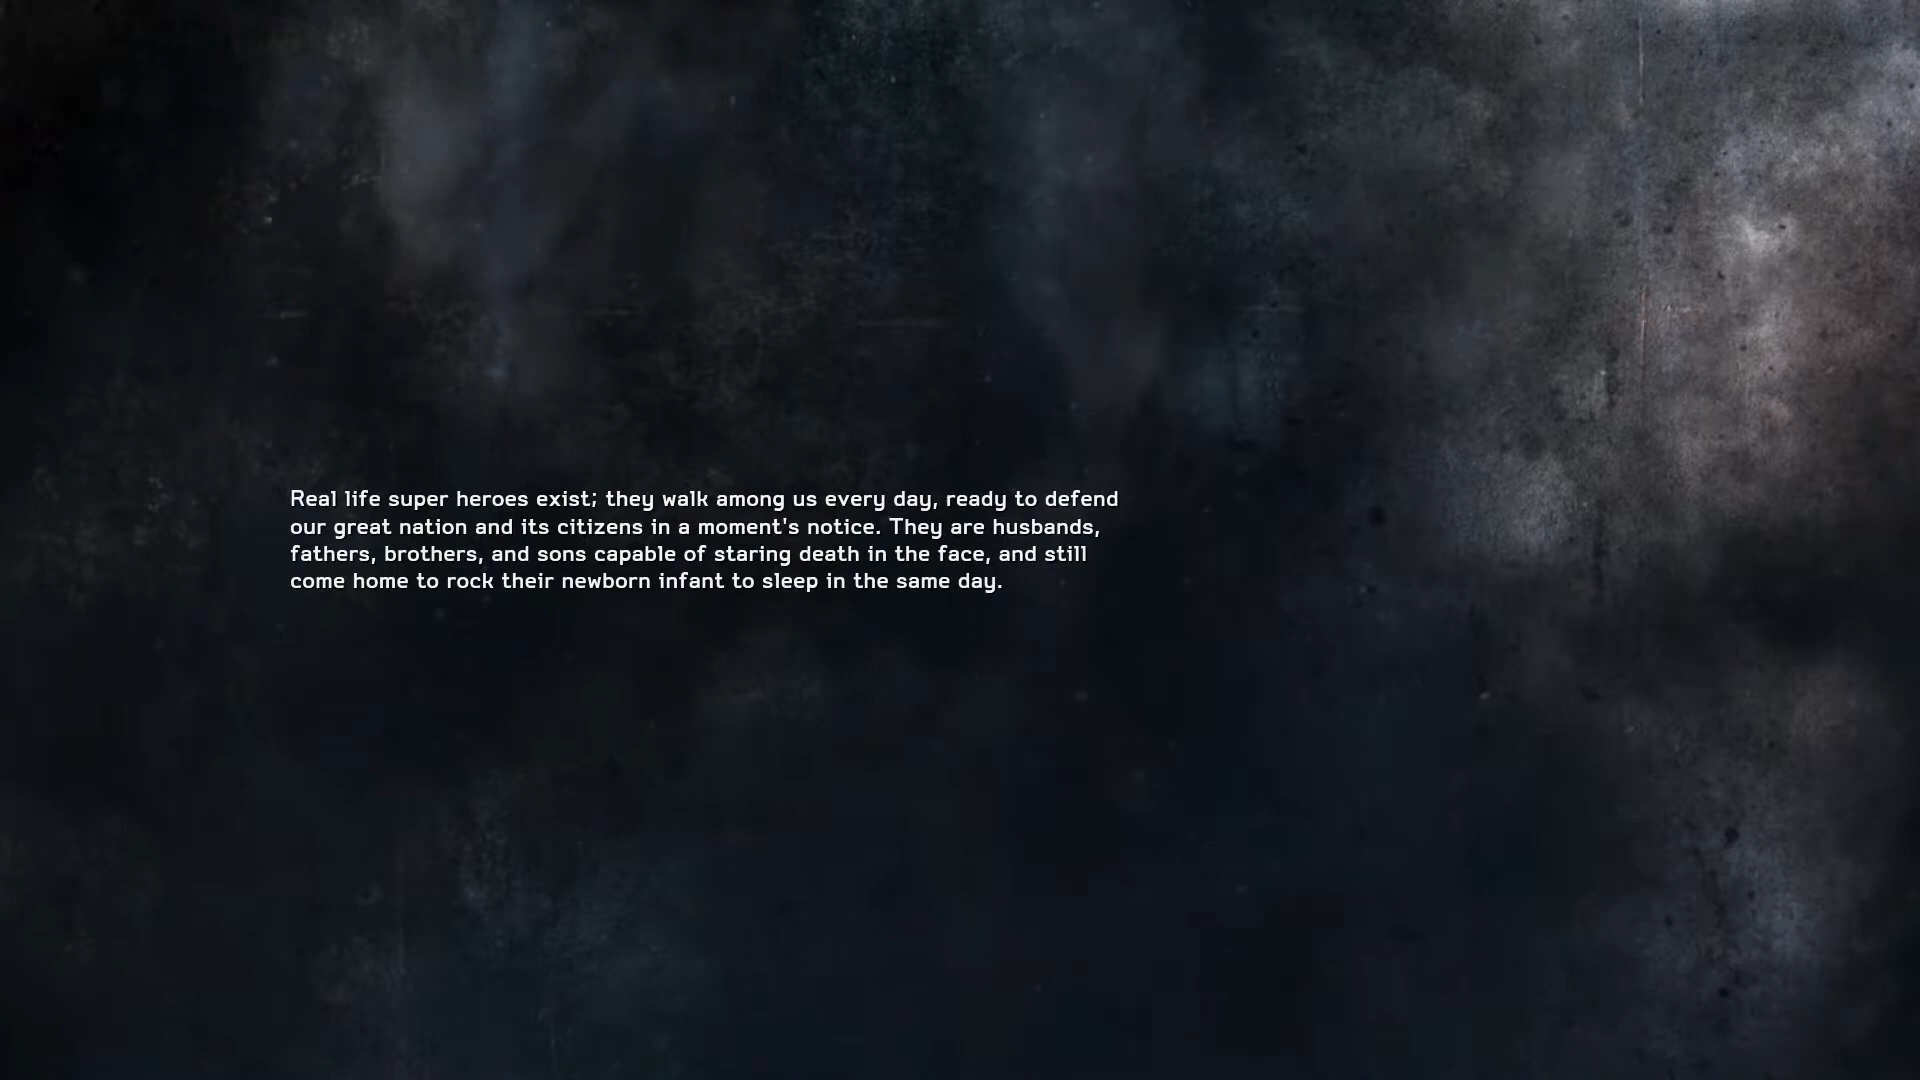 Real life super heroes exist; they walk among us every day, ready to defend
our great nation and its citizens in a moment's notice. They are husbands,
fathers, brothers, and sons capable of staring death in the face, and still
come home to rock their newborn infant to sleep in the same day.